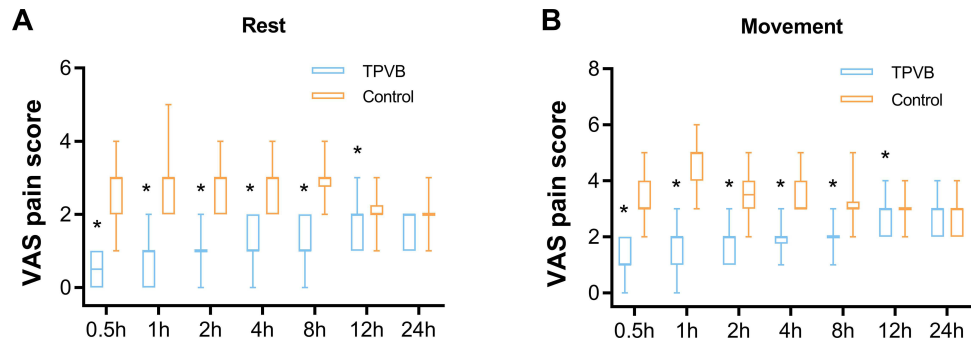 A
Rest
VAS pain score
6
4
2
0
TPVB
Control
*
*
*
*
*
*
0.5h 1h 2h 4h 8h 12h 24h
B
Movement
VAS pain score
8
6
4
2
0
TPVB
Control
*
*
*
*
*
*
0.5h 1h 2h 4h 8h 12h 24h